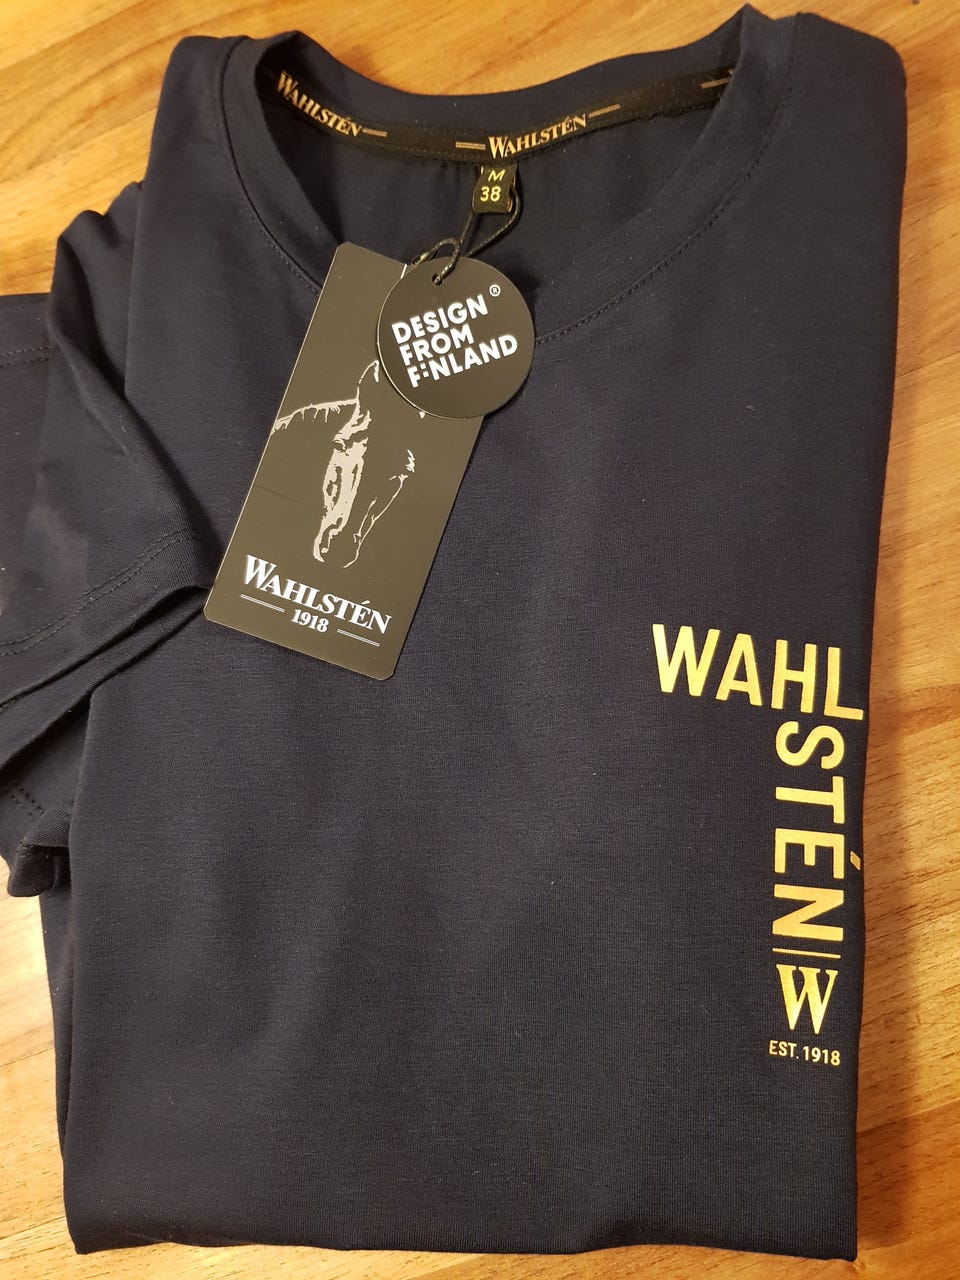 WAHLSTÉN
WAHLSTÉN
M
38
DESIGN ®
FROM
FINLAND
WAHLSTÉN
1918
WAHL
STÉN
W
EST. 1918